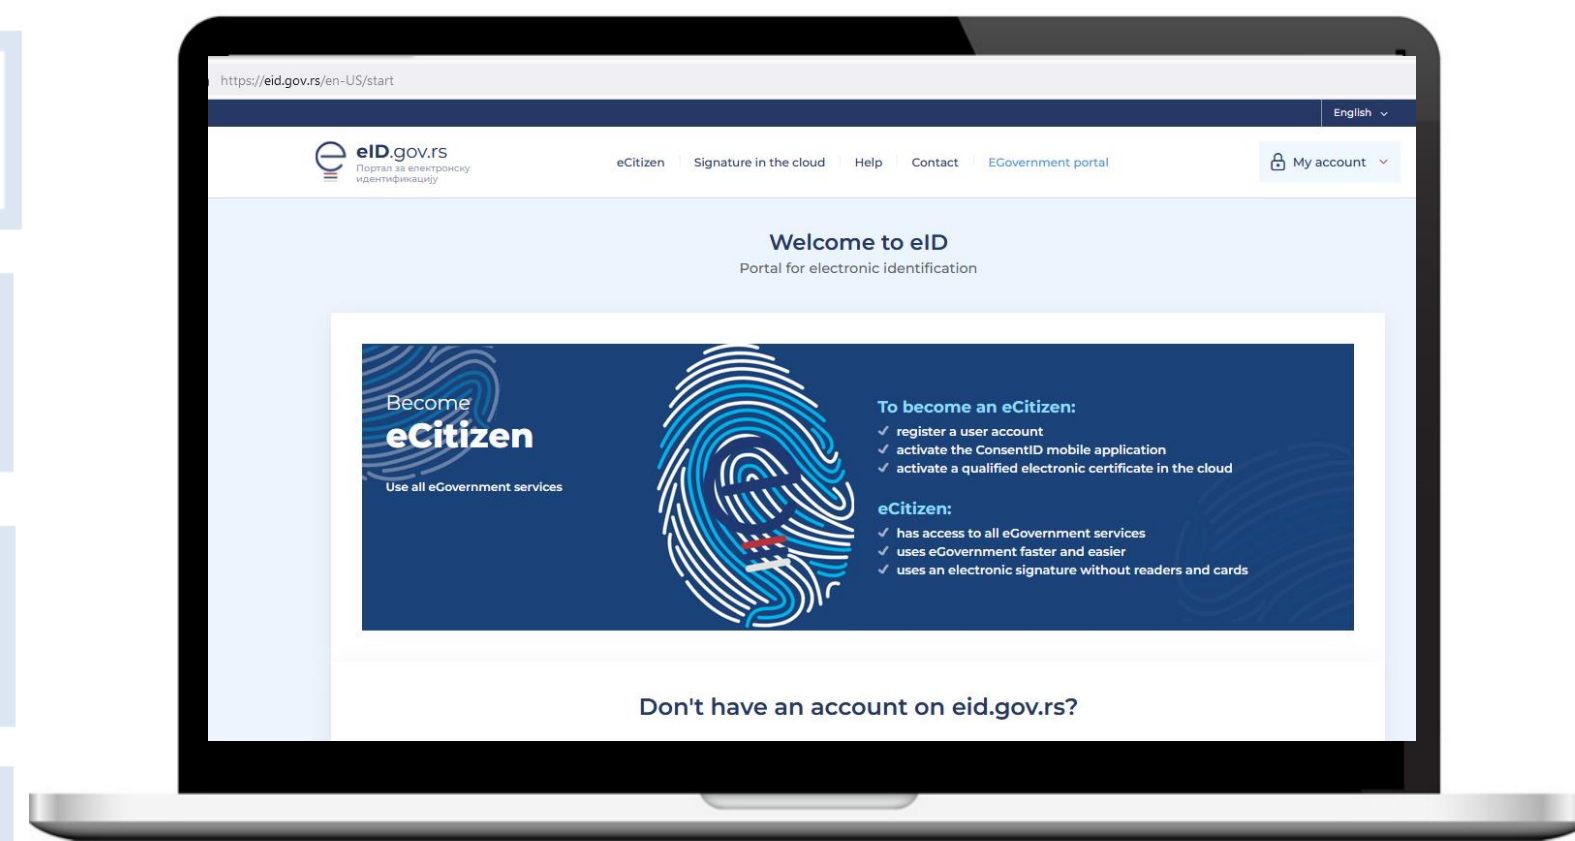 https://eid.gov.rs/en-US/start
English
eID.gov.rs
Портал за електронску
идентификацију
eCitizen
Signature in the cloud
Help
Contact
EGovernment portal
My account
Welcome to eID
Portal for electronic identification
Become
eCitizen
Use all eGovernment services
To become an eCitizen:
register a user account
activate the ConsentID mobile application
activate a qualified electronic certificate in the cloud
eCitizen:
has access to all eGovernment services
uses eGovernment faster and easier
uses an electronic signature without readers and cards
Don't have an account on eid.gov.rs?